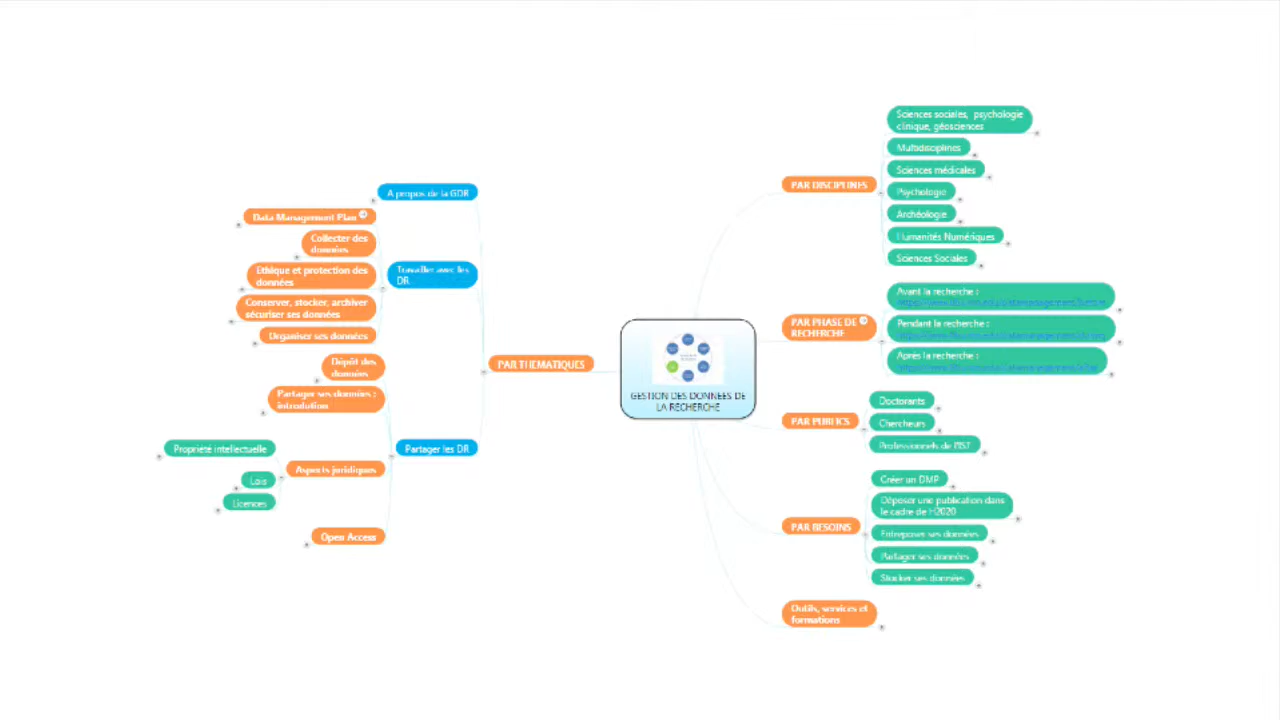 A propos de la GDR
Data Management Plan
Collecter des
données
Ethique et protection des
données
Conserver, stocker, archiver
sécuriser ses données
Organiser ses données
Travailler avec les
DR
Dépôt des
données
Partager ses données :
introdution
Propriété intellectuelle
Lois
Licences
Aspects juridiques
Partager les DR
Open Access
PAR THEMATIQUES
GESTION DES DONNEES DE
LA RECHERCHE
PAR DISCIPLINES
Sciences sociales, psychologie
clinique, géosciences
Multidisciplines
Sciences médicales
Psychologie
Archéologie
Humanités Numériques
Sciences Sociales
PAR PHASE DE
RECHERCHE
Avant la recherche :
Pendant la recherche :
Après la recherche :
PAR PUBLICS
Doctorants
Chercheurs
Professionnels de l'IST
PAR BESOINS
Créer un DMP
Déposer une publication dans
le cadre de H2020
Entreposer ses données
Partager ses données
Stocker ses données
Outils, services et
formations